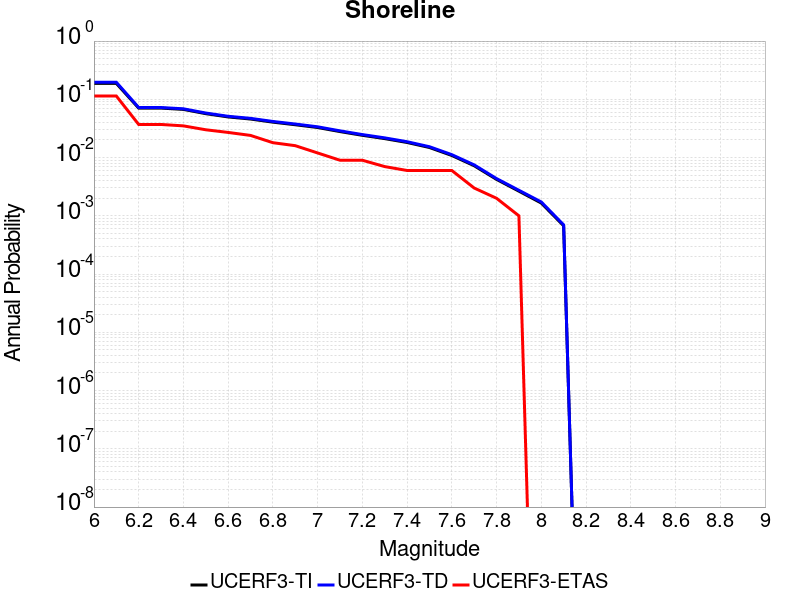 Shoreline
10^0
10^-1
10^-2
10^-3
10^-4
10^-5
10^-6
10^-7
10^-8
Annual Probability
6 6.2 6.4 6.6 6.8 7 7.2 7.4 7.6 7.8 8 8.2 8.4 8.6 8.8 9
Magnitude
UCERF3-TI UCERF3-TD UCERF3-ETAS